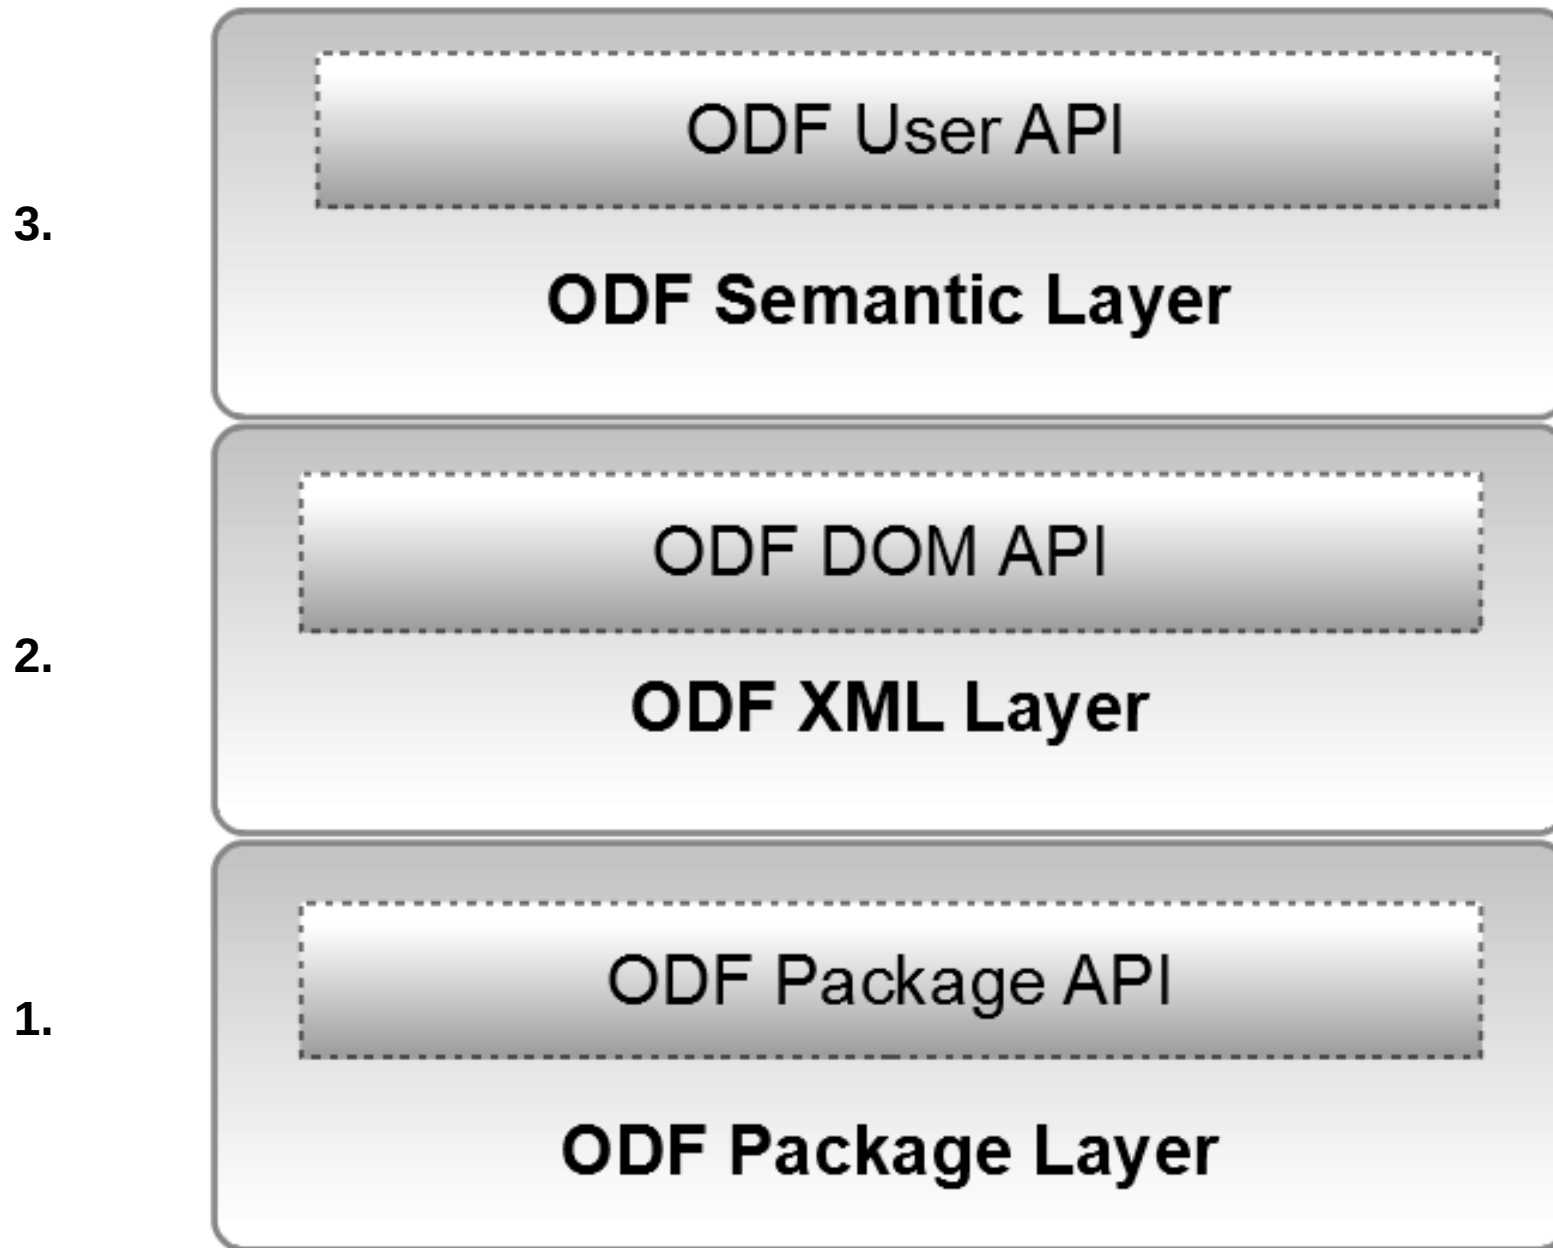 ODF User API
3.
ODF Semantic Layer
ODF DOM API
2.
ODF XML Layer
ODF Package API
1.
ODF Package Layer